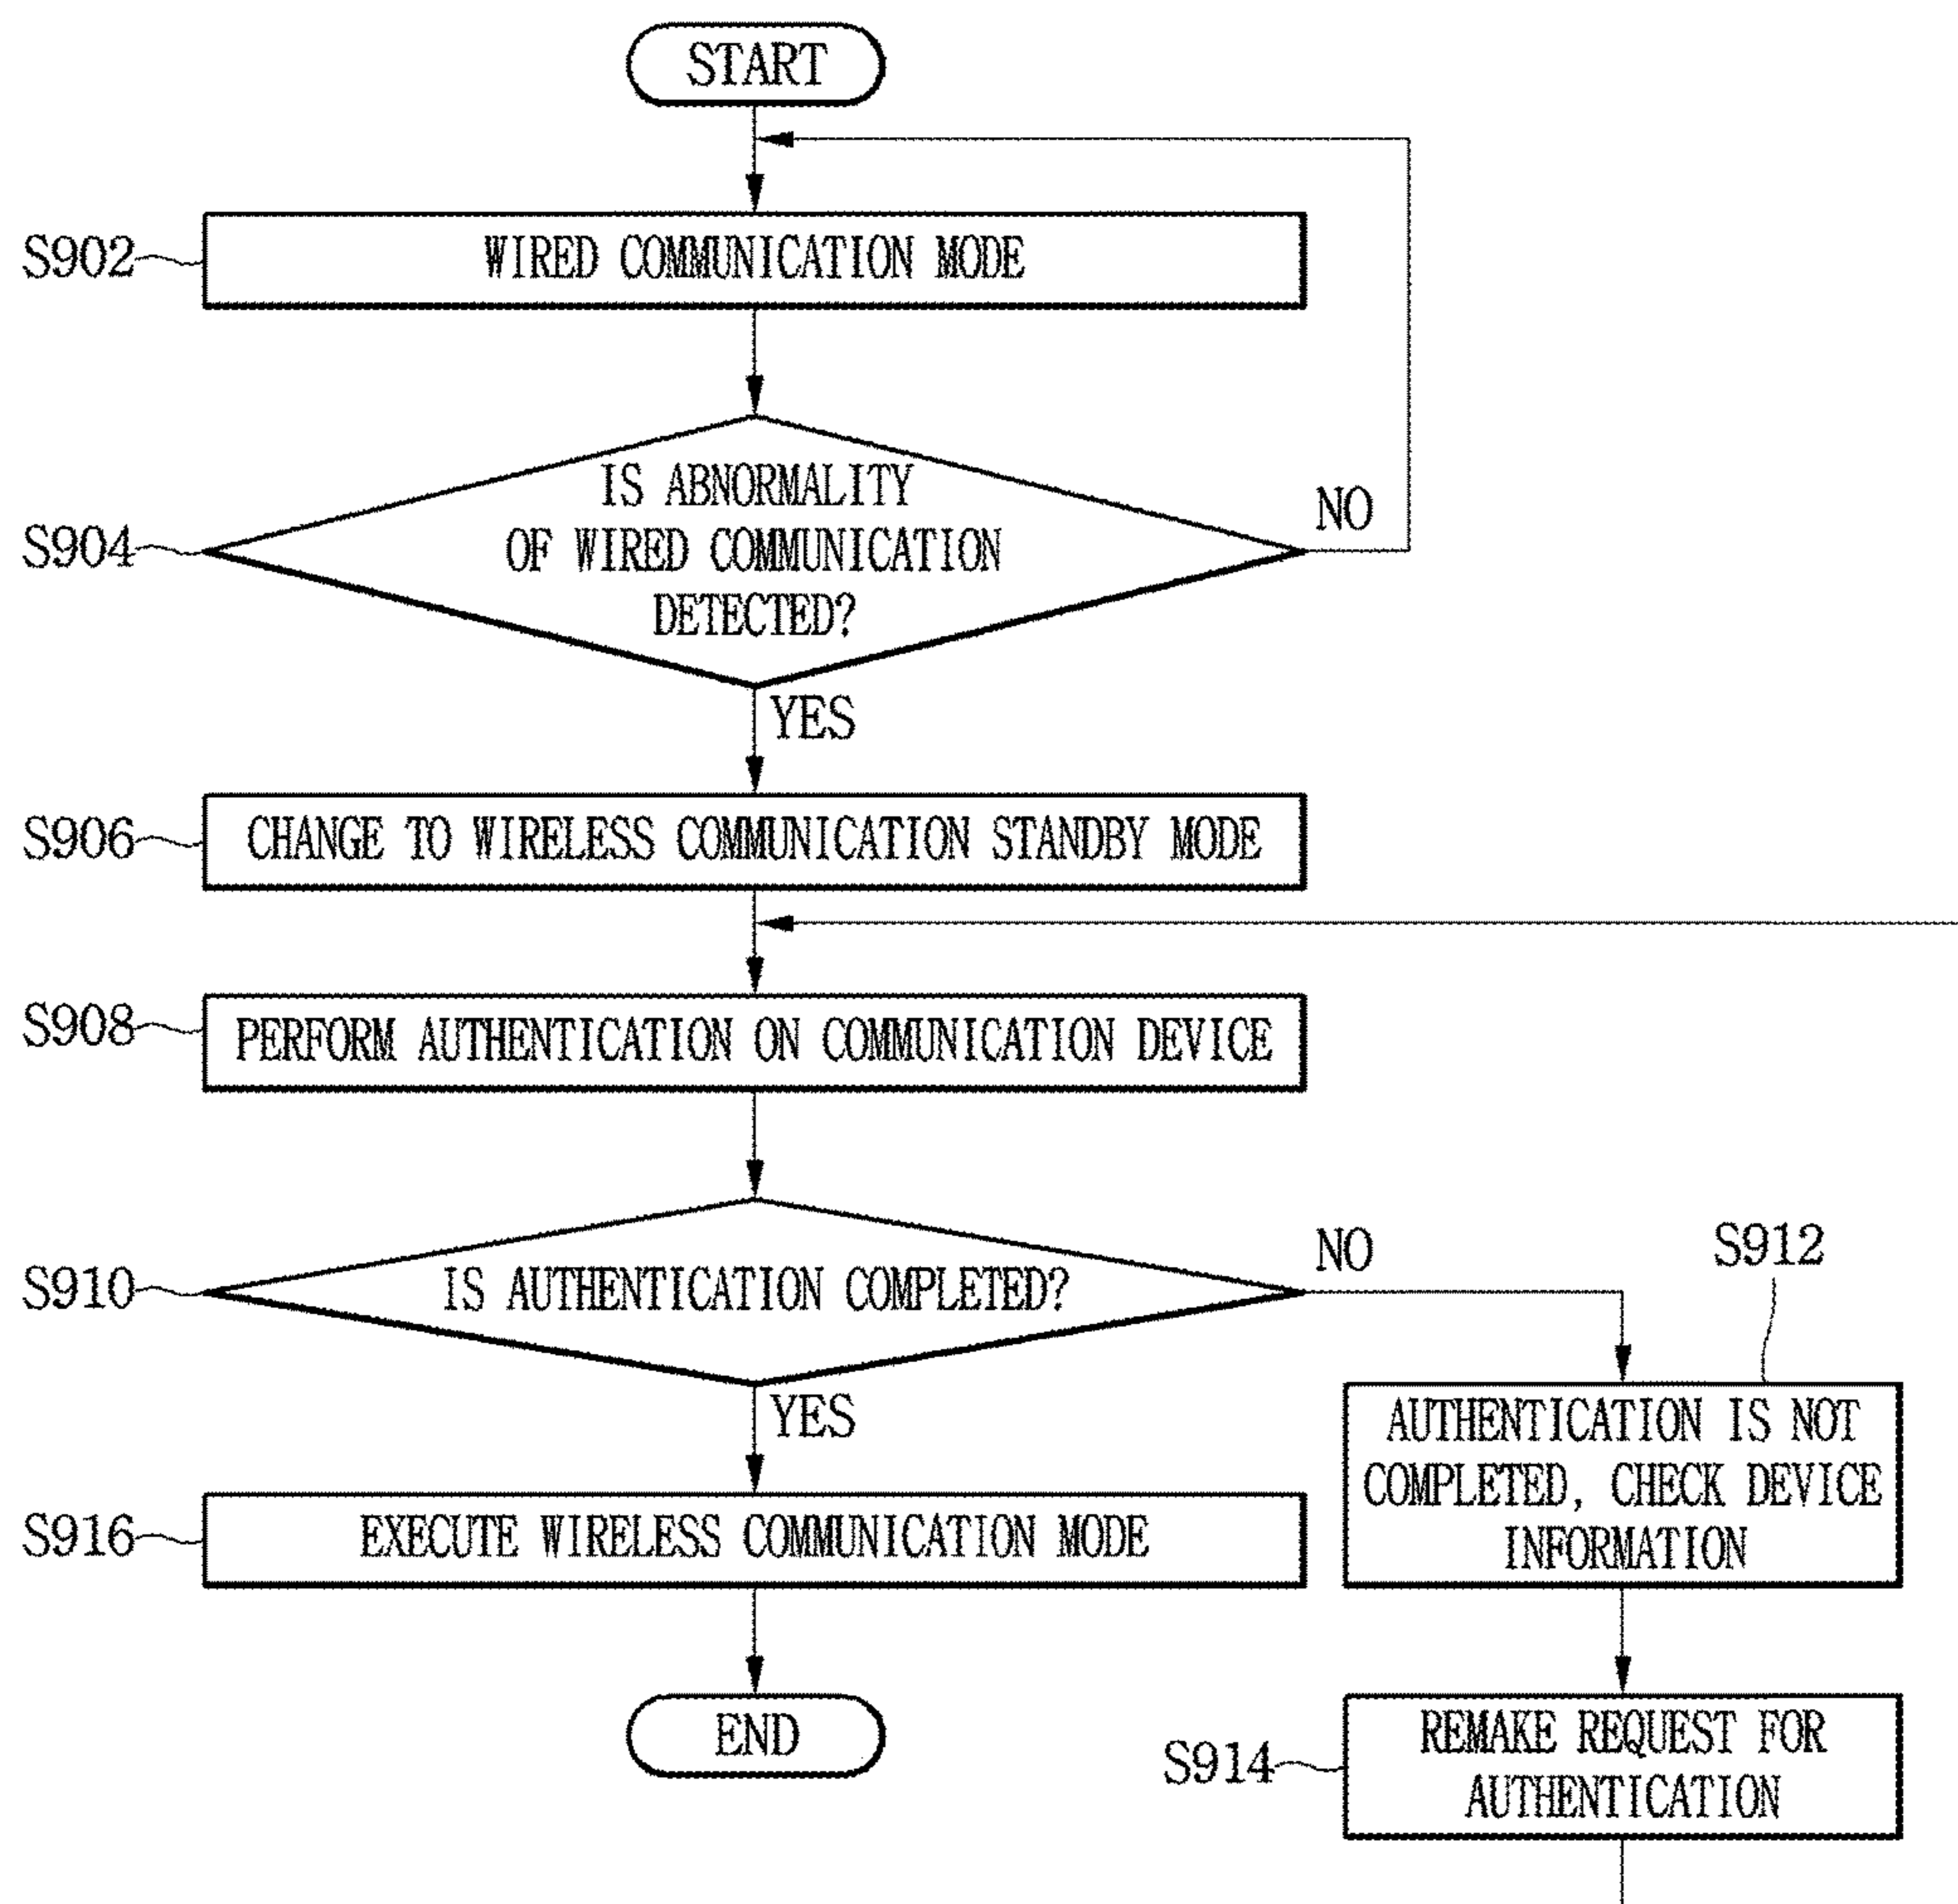 START
S902
WIRED COMMUNICATION MODE
S904
IS ABNORMALITY
OF WIRED COMMUNICATION
DETECTED?
NO
YES
S906
CHANGE TO WIRELESS COMMUNICATION STANDBY MODE
S908
PERFORM AUTHENTICATION ON COMMUNICATION DEVICE
S910
IS AUTHENTICATION COMPLETED?
NO
YES
S912
AUTHENTICATION IS NOT
COMPLETED, CHECK DEVICE
INFORMATION
S916
EXECUTE WIRELESS COMMUNICATION MODE
S914
REMAKE REQUEST FOR
AUTHENTICATION
END